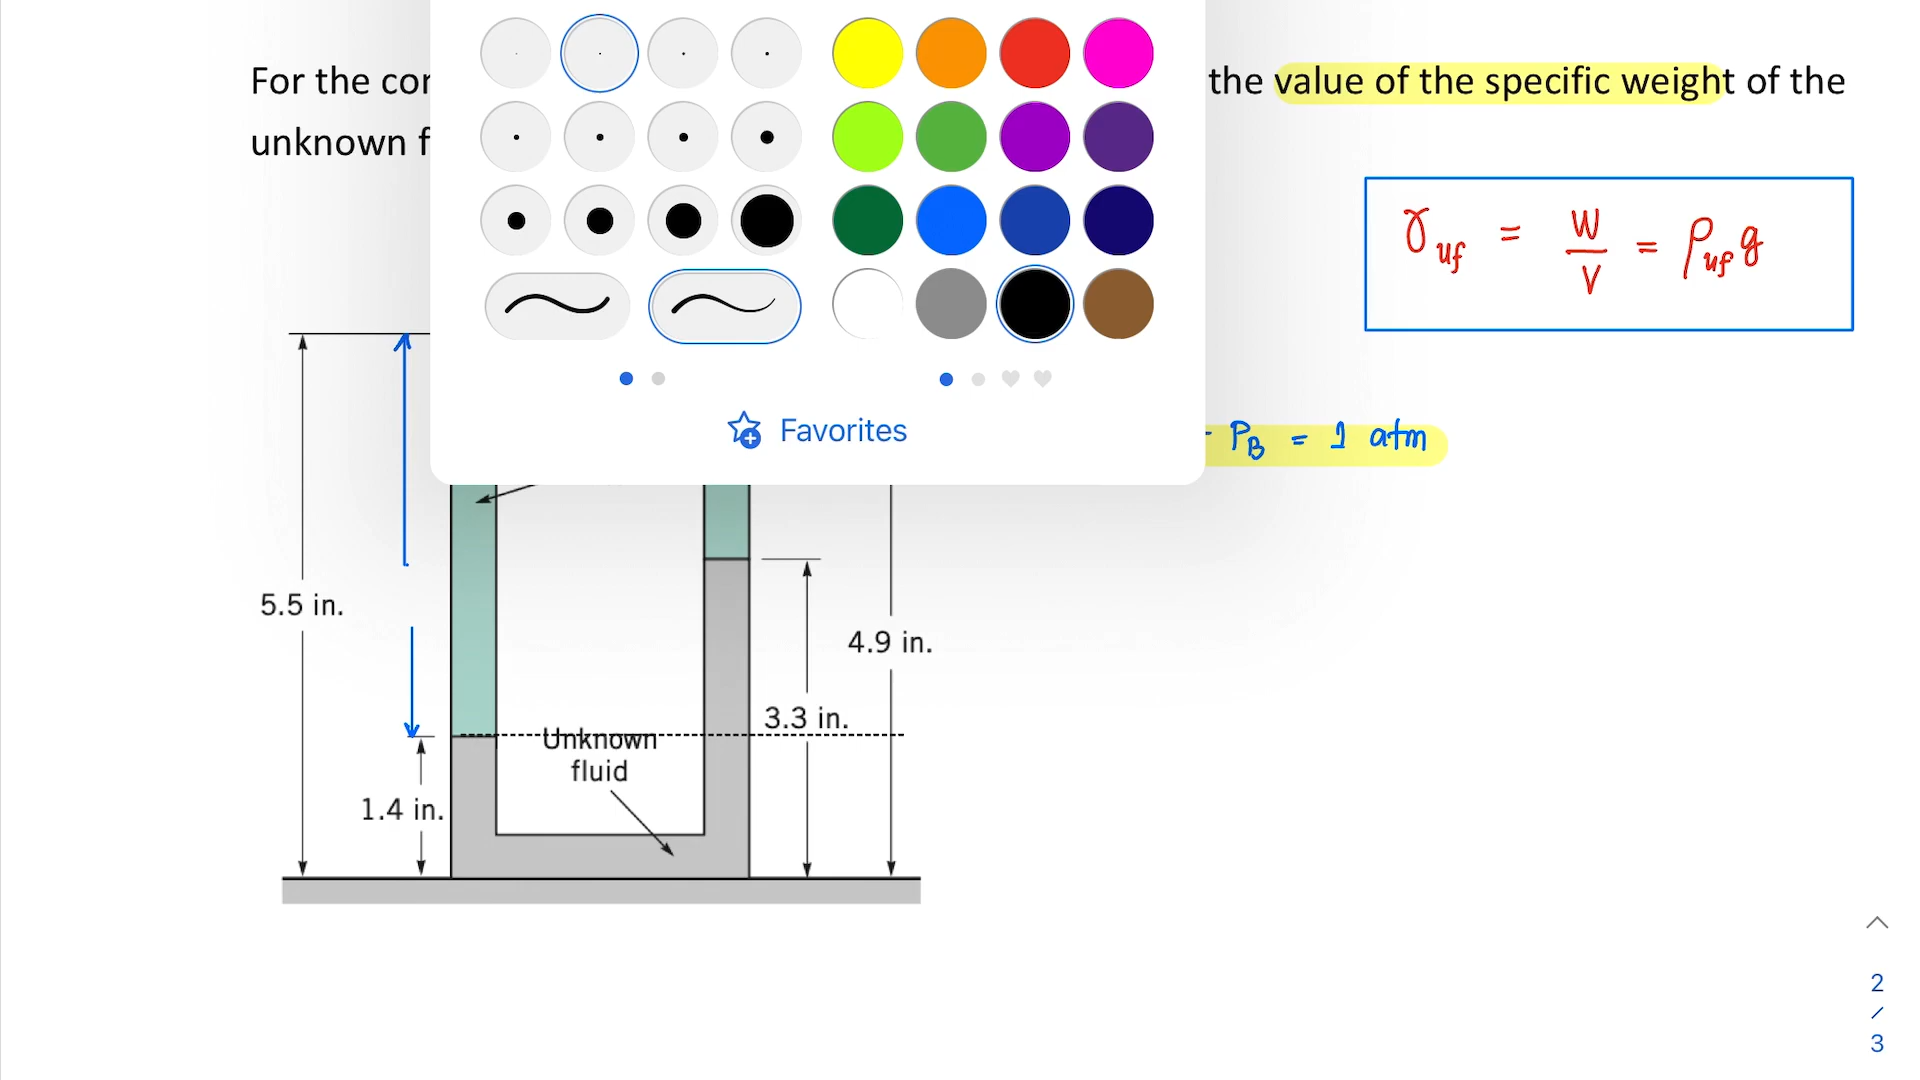 For the cor the value of the specific weight of the
unknown f
γuf = W/V = ρuf g
PB = 1 atm
Favorites
5.5 in.
4.9 in.
3.3 in.
Unknown
fluid
1.4 in.
2
/
3